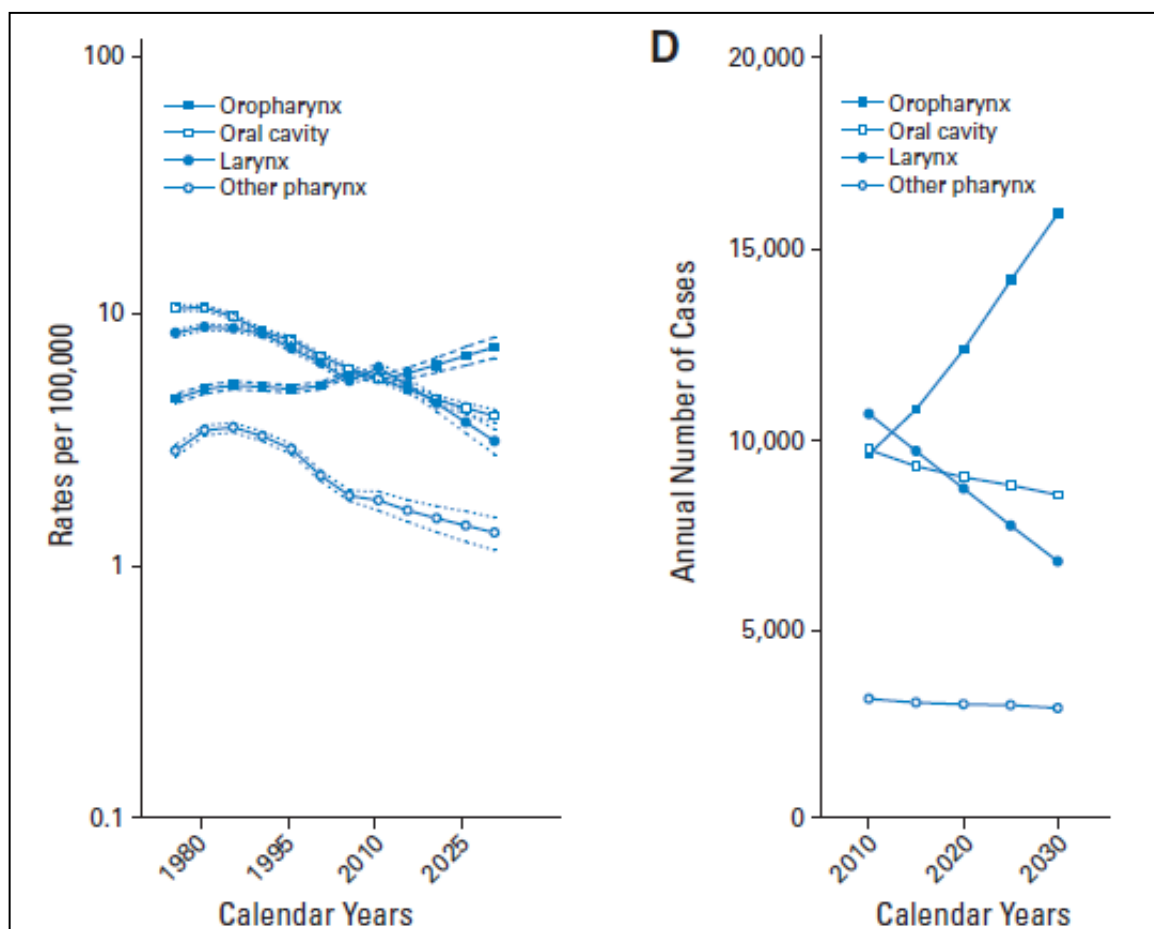 100
10
1
0.1
Rates per 100,000
Oropharynx
Oral cavity
Larynx
Other pharynx
1980
1995
2010
2025
Calendar Years
D
20,000
15,000
10,000
5,000
0
Annual Number of Cases
Oropharynx
Oral cavity
Larynx
Other pharynx
2010
2020
2030
Calendar Years